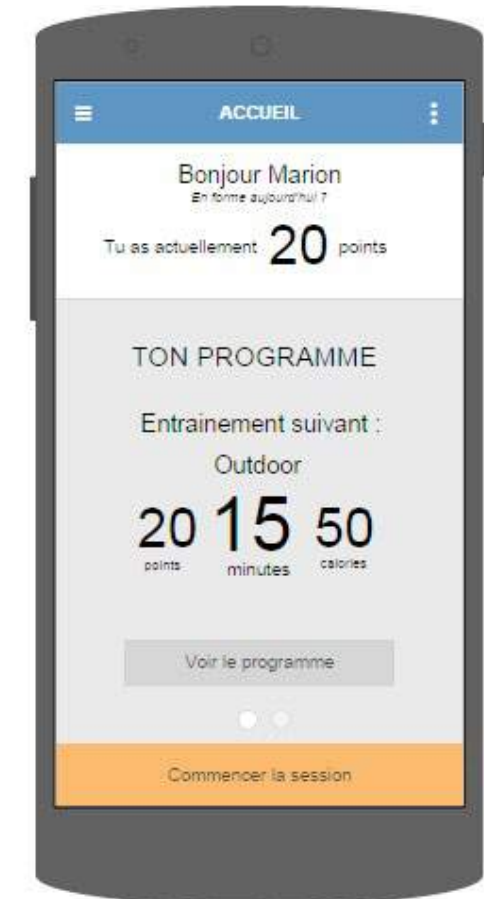 ACCUEIL
Bonjour Marion
En forme aujourd'hui ?
Tu as actuellement 20 points
TON PROGRAMME
Entrainement suivant :
Outdoor
20 15 50
points minutes calories
Voir le programme
Commencer la session